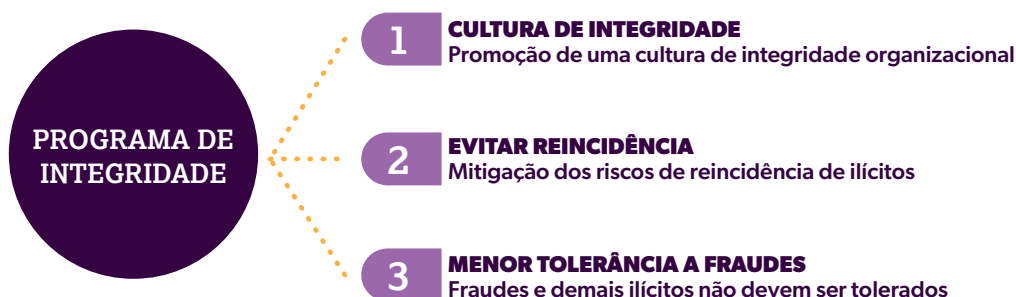 PROGRAMA DE
INTEGRIDADE
1
CULTURA DE INTEGRIDADE
Promoção de uma cultura de integridade organizacional
2
EVITAR REINCIDÊNCIA
Mitigação dos riscos de reincidência de ilícitos
3
MENOR TOLERÂNCIA A FRAUDES
Fraudes e demais ilícitos não devem ser tolerados